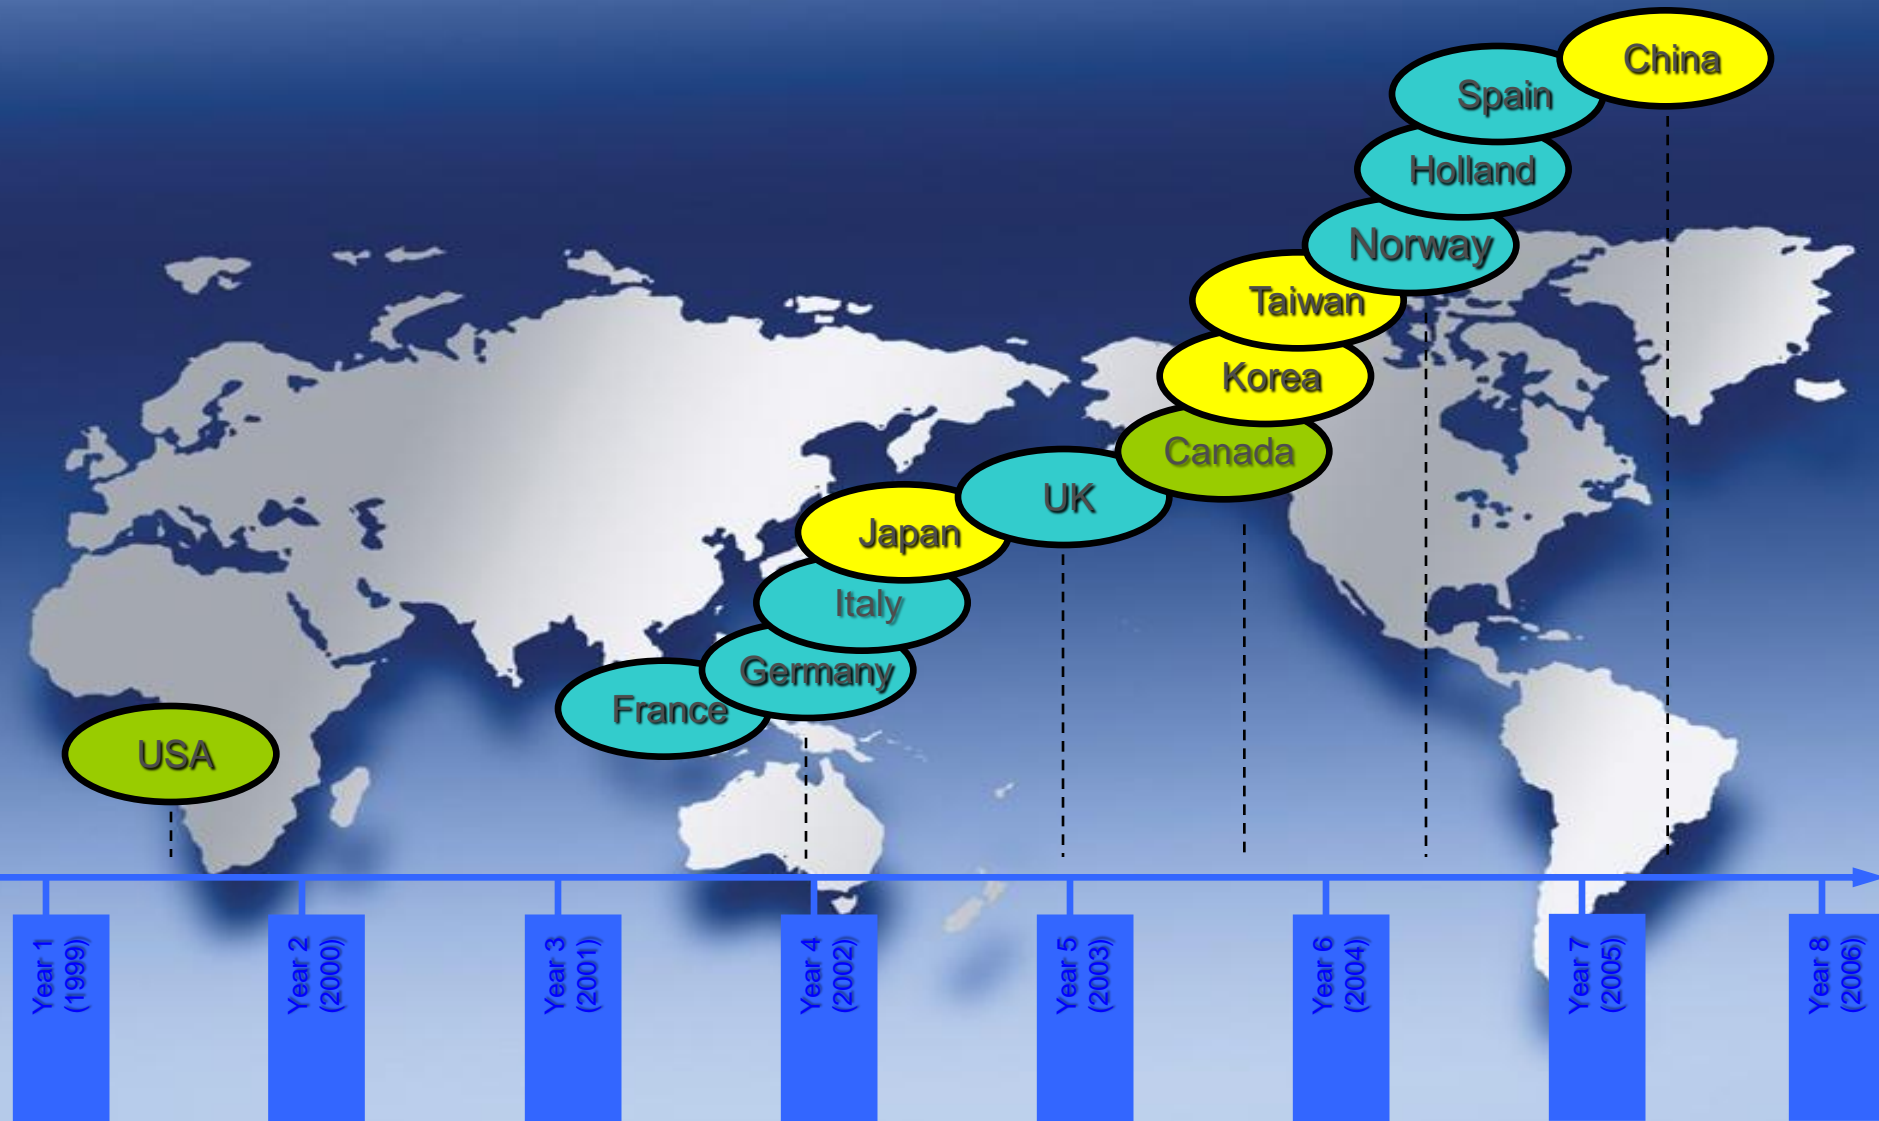 China
Spain
Holland
Norway
Taiwan
Korea
Canada
UK
Japan
Italy
Germany
France
USA
Year 1
(1999)
Year 2
(2000)
Year 3
(2001)
Year 4
(2002)
Year 5
(2003)
Year 6
(2004)
Year 7
(2005)
Year 8
(2006)